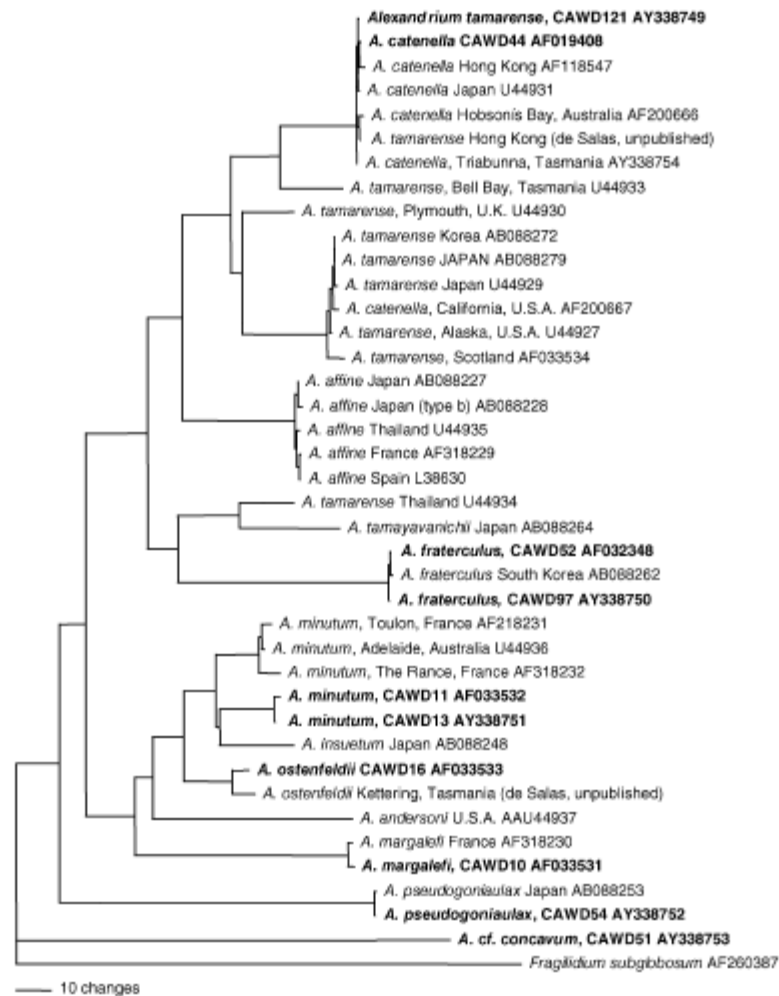 Alexandrium tamarense, CAWD121 AY338749
A. catenella CAWD44 AF019408
A. catenella Hong Kong AF118547
A. catenella Japan U44931
A. catenella Hobsonís Bay, Australia AF200666
A. tamarense Hong Kong (de Salas, unpublished)
A. catenella, Triabunna, Tasmania AY338754
A. tamarense, Bell Bay, Tasmania U44933
A. tamarense, Plymouth, U.K. U44930
A. tamarense Korea AB088272
A. tamarense JAPAN AB088279
A. tamarense Japan U44929
A. catenella, California, U.S.A. AF200667
A. tamarense, Alaska, U.S.A. U44927
A. tamarense, Scotland AF033534
A. affine Japan AB088227
A. affine Japan (type b) AB088228
A. affine Thailand U44935
A. affine France AF318229
A. affine Spain L38630
A. tamarense Thailand U44934
A. tamayavanichii Japan AB088264
A. fraterculus, CAWD52 AF032348
A. fraterculus South Korea AB088262
A. fraterculus, CAWD97 AY338750
A. minutum, Toulon, France AF218231
A. minutum, Adelaide, Australia U44936
A. minutum, The Rance, France AF318232
A. minutum, CAWD11 AF033532
A. minutum, CAWD13 AY338751
A. insuetum Japan AB088248
A. ostenfeldii CAWD16 AF033533
A. ostenfeldii Kettering, Tasmania (de Salas, unpublished)
A. andersoni U.S.A. AAU44937
A. margalefi France AF318230
A. margalefi, CAWD10 AF033531
A. pseudogoniaulax Japan AB088253
A. pseudogoniaulax, CAWD54 AY338752
A. cf. concavum, CAWD51 AY338753
Fragilidium subglobosum AF260387
10 changes